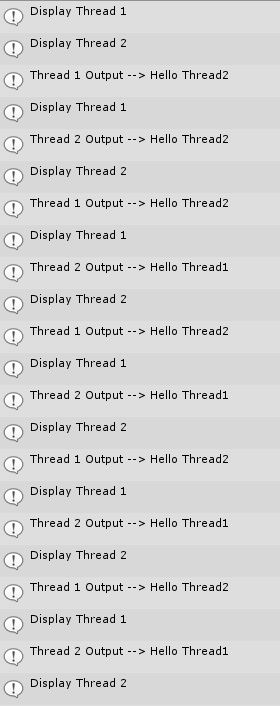 Display Thread 1
Display Thread 2
Thread 1 Output --> Hello Thread2
Display Thread 1
Thread 2 Output --> Hello Thread2
Display Thread 2
Thread 1 Output --> Hello Thread2
Display Thread 1
Thread 2 Output --> Hello Thread1
Display Thread 2
Thread 1 Output --> Hello Thread2
Display Thread 1
Thread 2 Output --> Hello Thread1
Display Thread 2
Thread 1 Output --> Hello Thread2
Display Thread 1
Thread 2 Output --> Hello Thread1
Display Thread 2
Thread 1 Output --> Hello Thread2
Display Thread 1
Thread 2 Output --> Hello Thread1
Display Thread 2